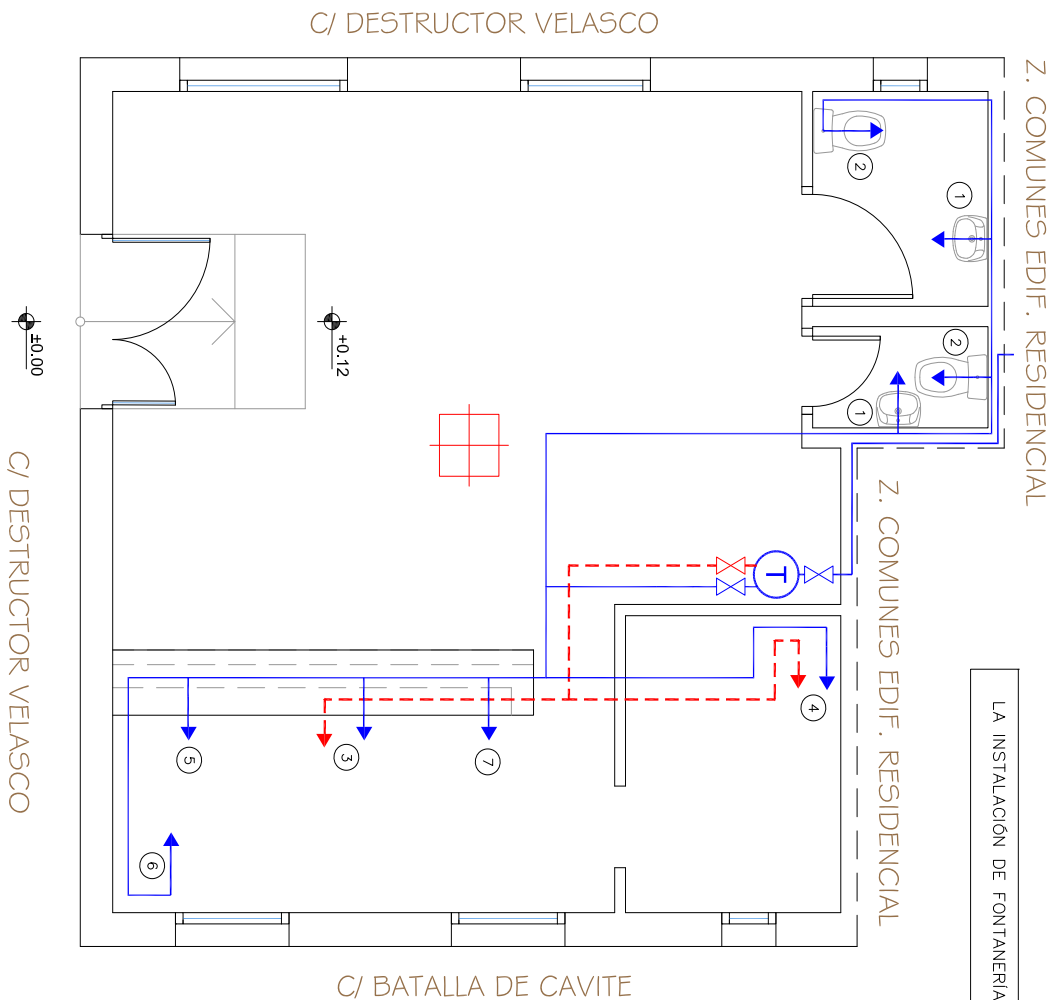 C/ DESTRUCTOR VELASCO
Z. COMUNES EDIF. RESIDENCIAL
2
1
2
1
±0.00
+0.12
C/ DESTRUCTOR VELASCO
T
Z. COMUNES EDIF. RESIDENCIAL
4
3
5
7
6
LA INSTALACIÓN DE FONTANERÍA
C/ BATALLA DE CAVITE